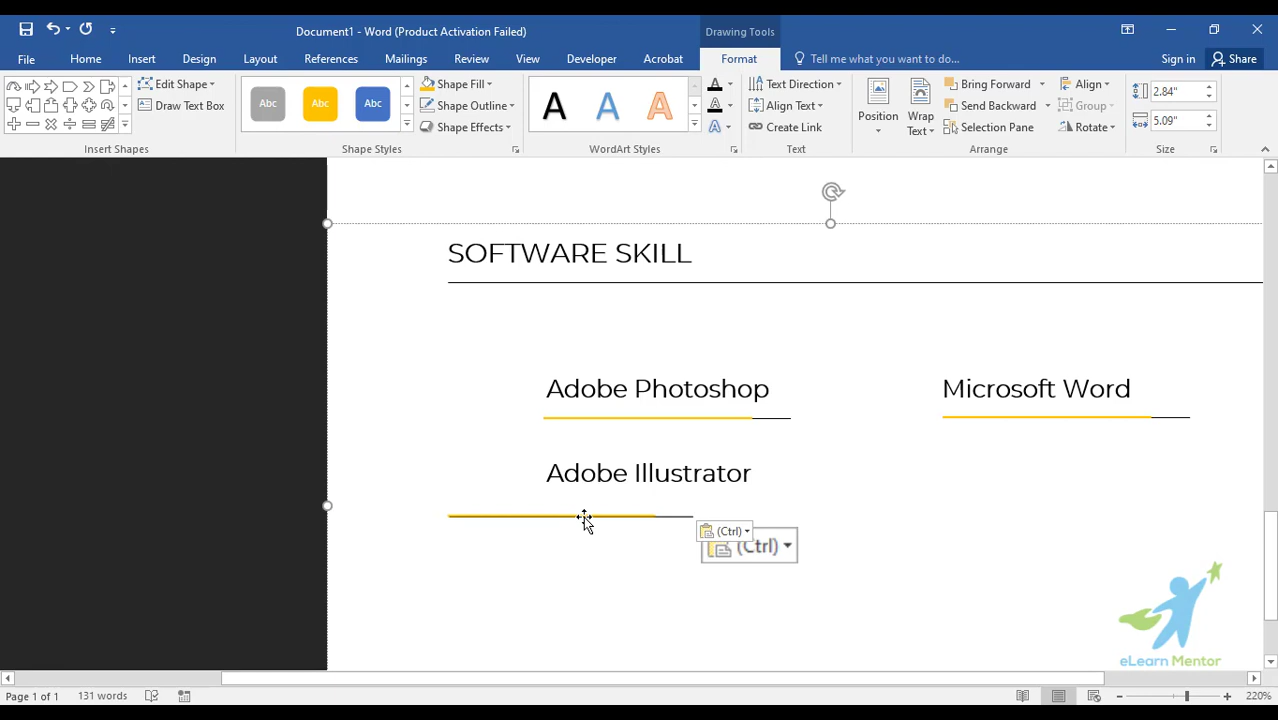 Document1 - Word (Product Activation Failed)
Drawing Tools
File Home Insert Design Layout References Mailings Review View Developer Acrobat Format Tell me what you want to do... Sign in Share
Edit Shape
Draw Text Box
Insert Shapes
Abc Abc Abc
Shape Fill
Shape Outline
Shape Effects
Shape Styles
A A A
WordArt Styles
Text Direction
Align Text
Create Link
Text
Position
Wrap Text
Bring Forward
Send Backward
Selection Pane
Align
Group
Rotate
Arrange
2.84"
5.09"
Size
SOFTWARE SKILL
Adobe Photoshop Microsoft Word
Adobe Illustrator
(Ctrl)
(Ctrl)
eLearn Mentor
Page 1 of 1 131 words 220%